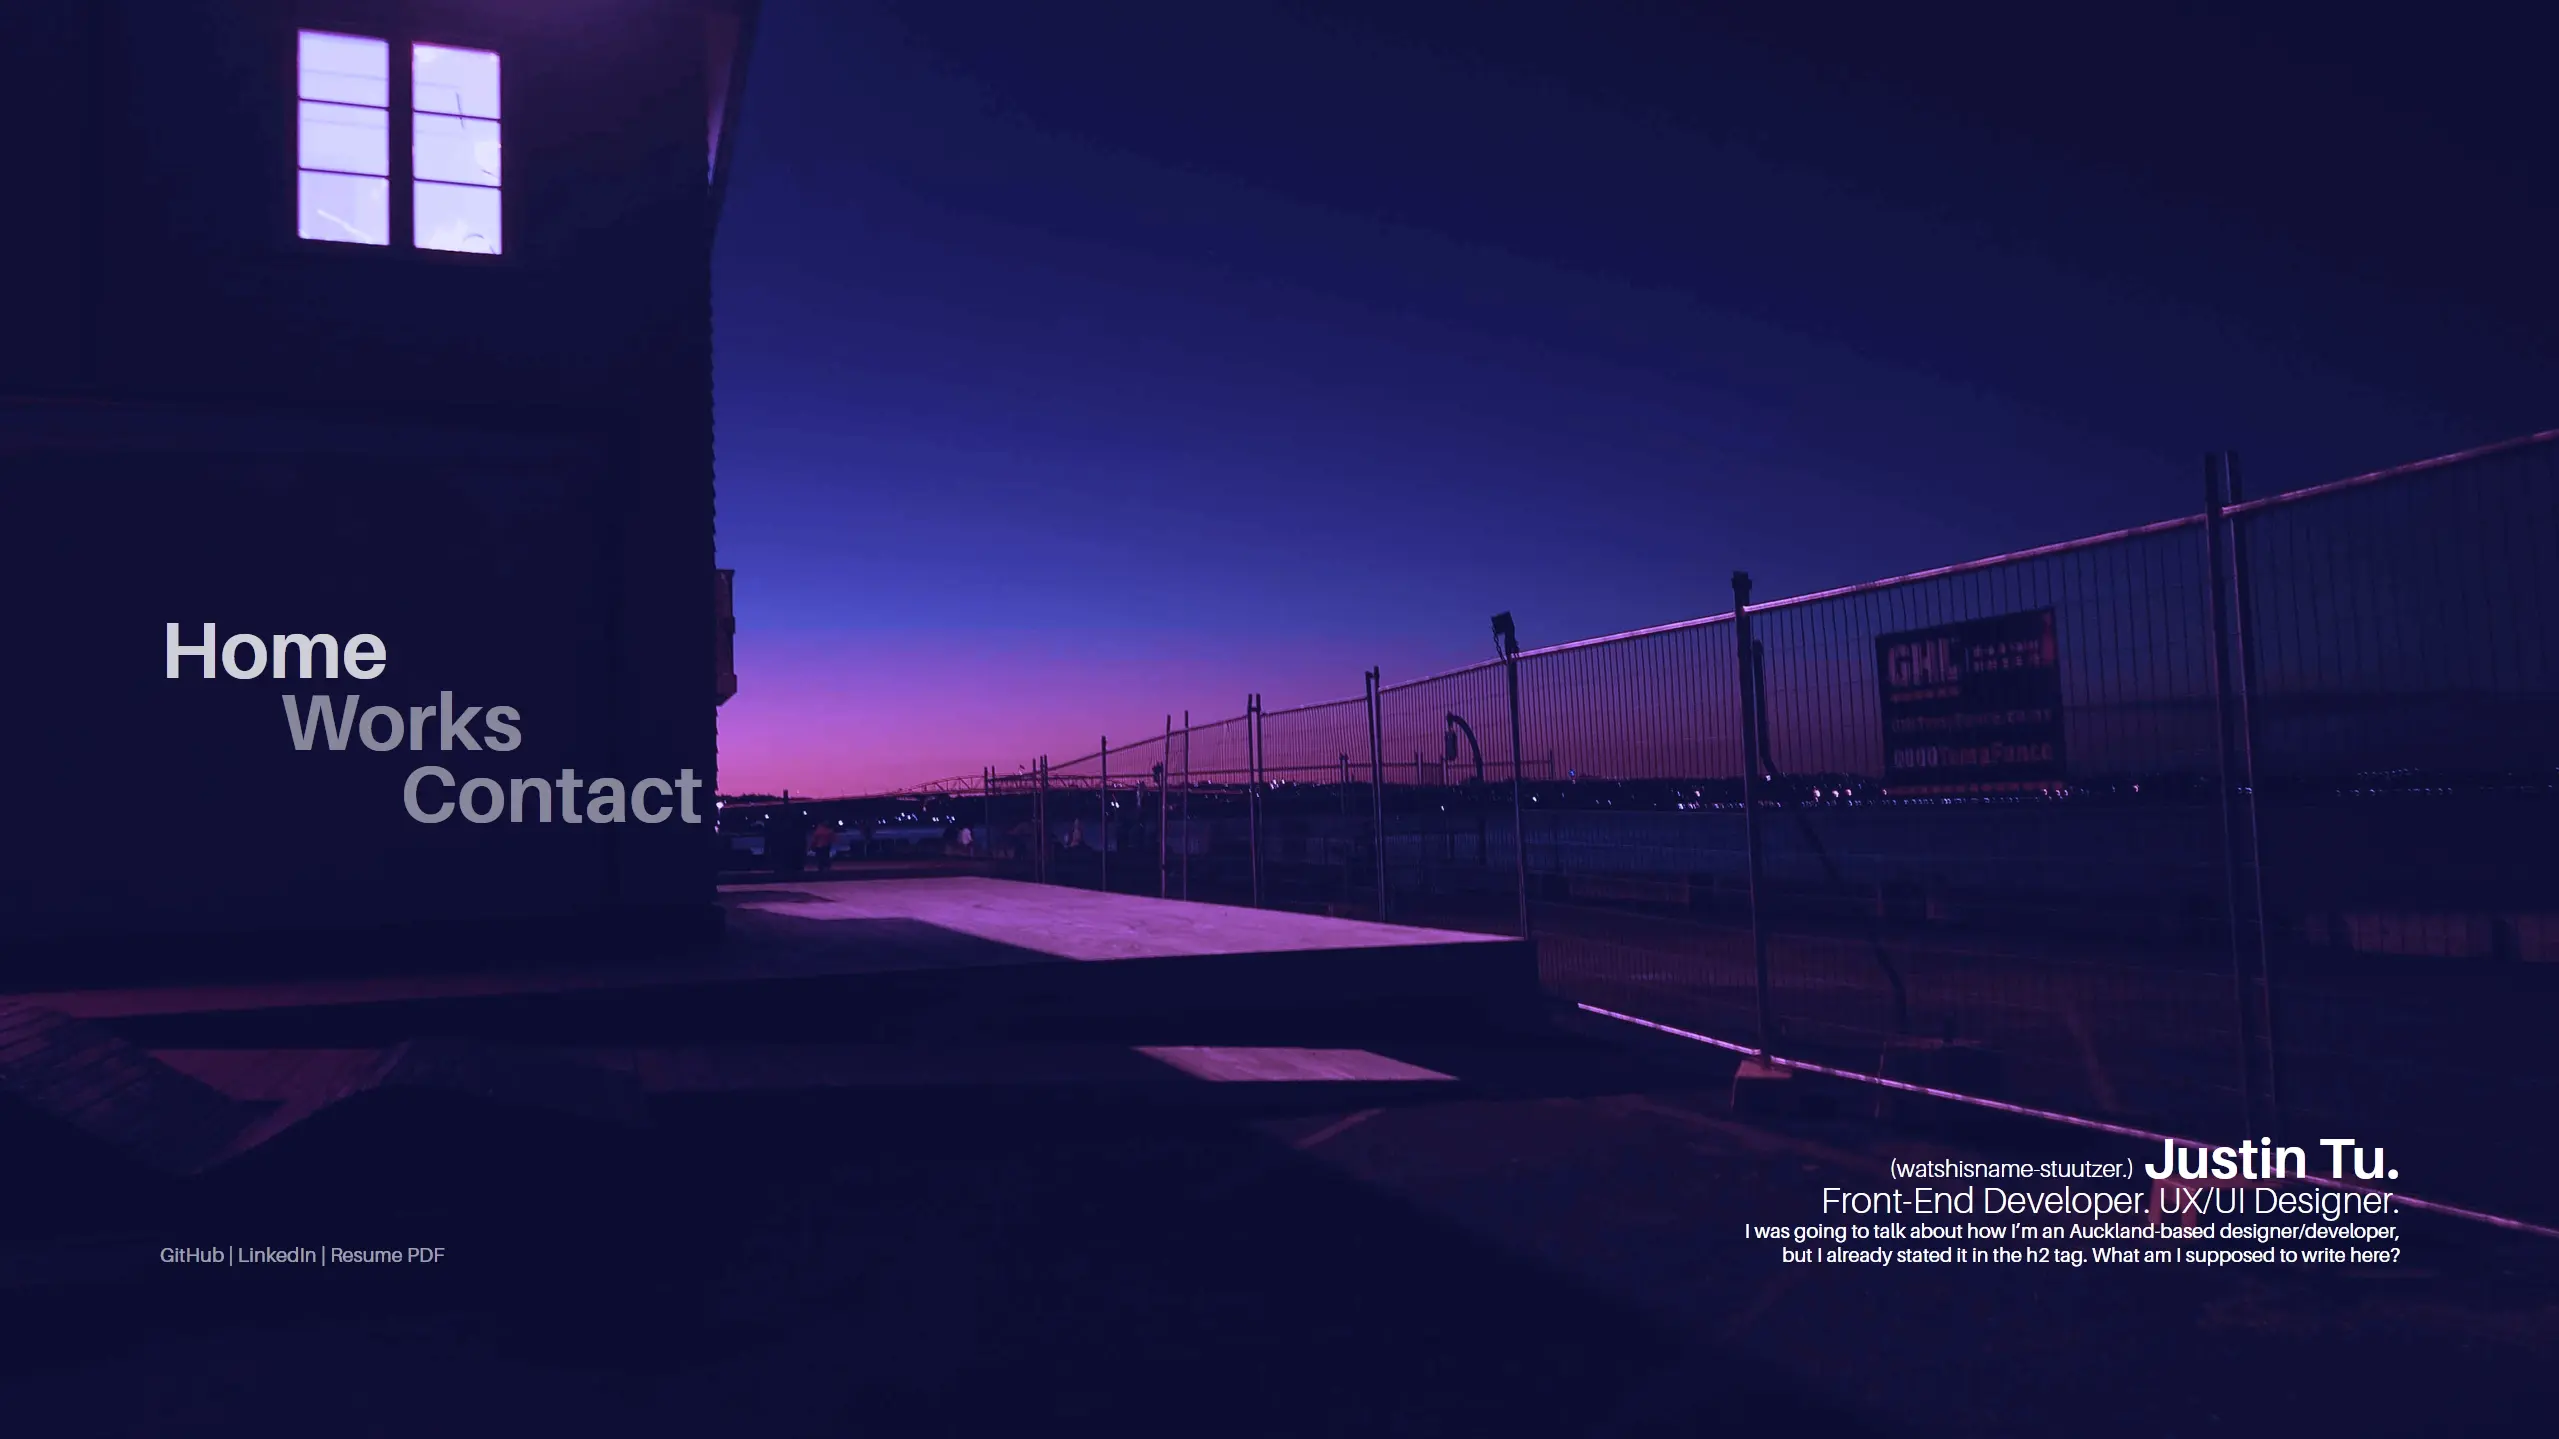 Home
Works
Contact
(watshisname-stuutzer.) Justin Tu.
Front-End Developer. UX/UI Designer.
I was going to talk about how I’m an Auckland-based designer/developer,
but I already stated it in the h2 tag. What am I supposed to write here?
GitHub | LinkedIn | Resume PDF